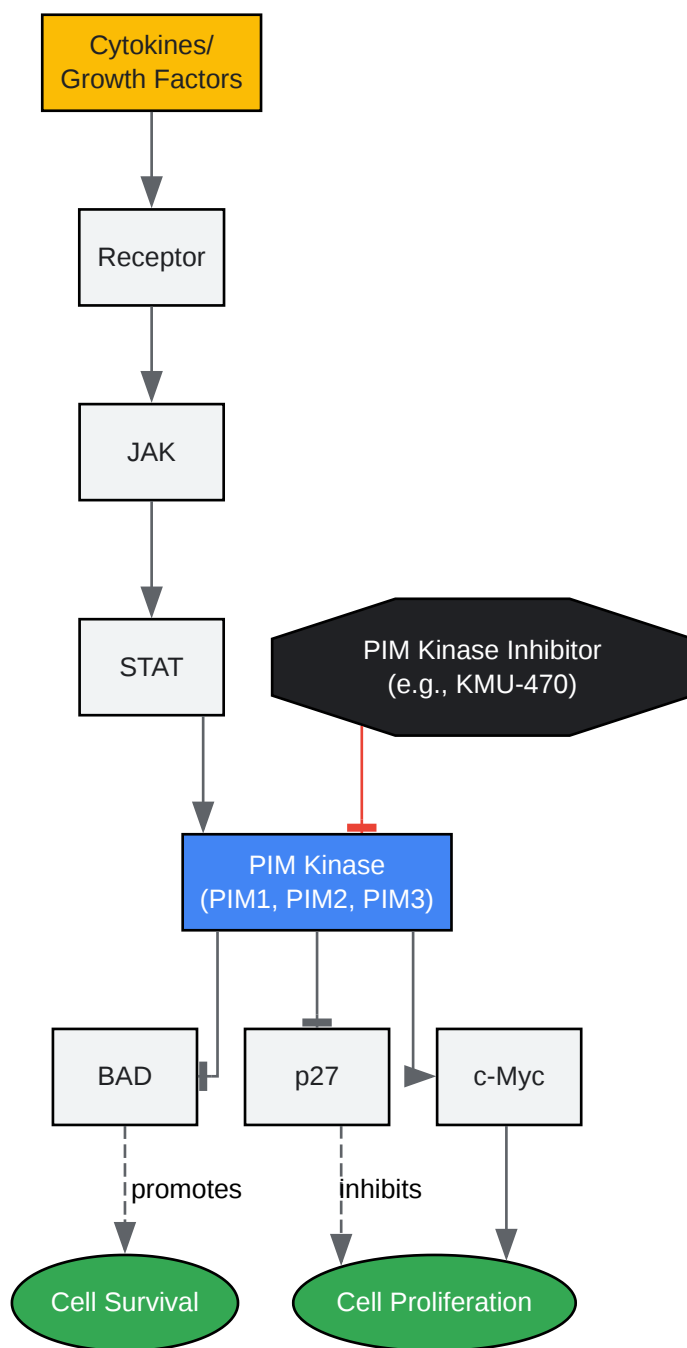 Cytokines/
Growth Factors
Receptor
JAK
STAT
PIM Kinase Inhibitor
(e.g., KMU-470)
PIM Kinase
(PIM1, PIM2, PIM3)
BAD
p27
c-Myc
promotes
inhibits
Cell Survival
Cell Proliferation